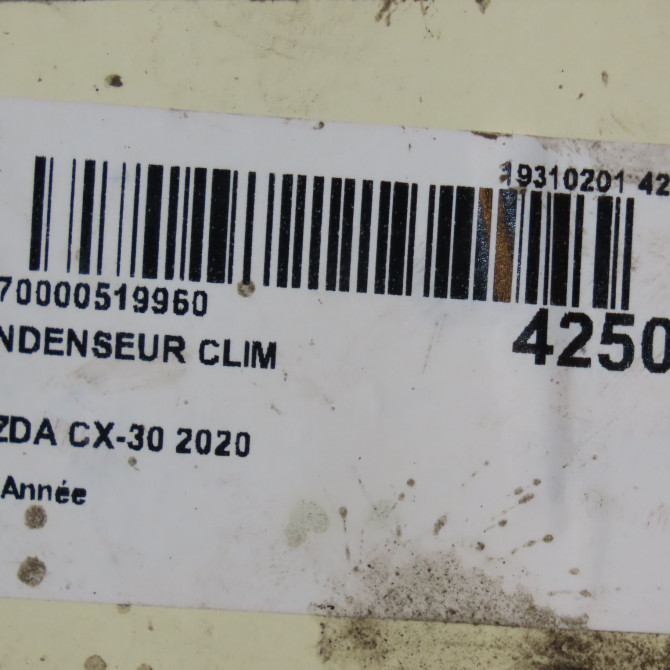 19310201 42
70000519960
NDENSEUR CLIM
4250
ZDA CX-30 2020
Année